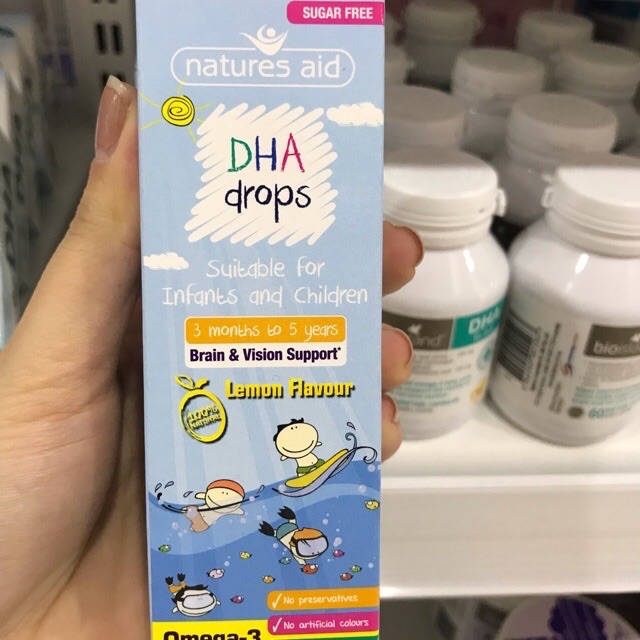 SUGAR FREE
natures aid
DHA
drops
Suitable for
Infants and Children
3 months to 5 years
Brain & Vision Support*
Lemon Flavour
100%
NATURAL
✓ No preservatives
✓ No artificial colours
Omega-3
DHA
bio
60